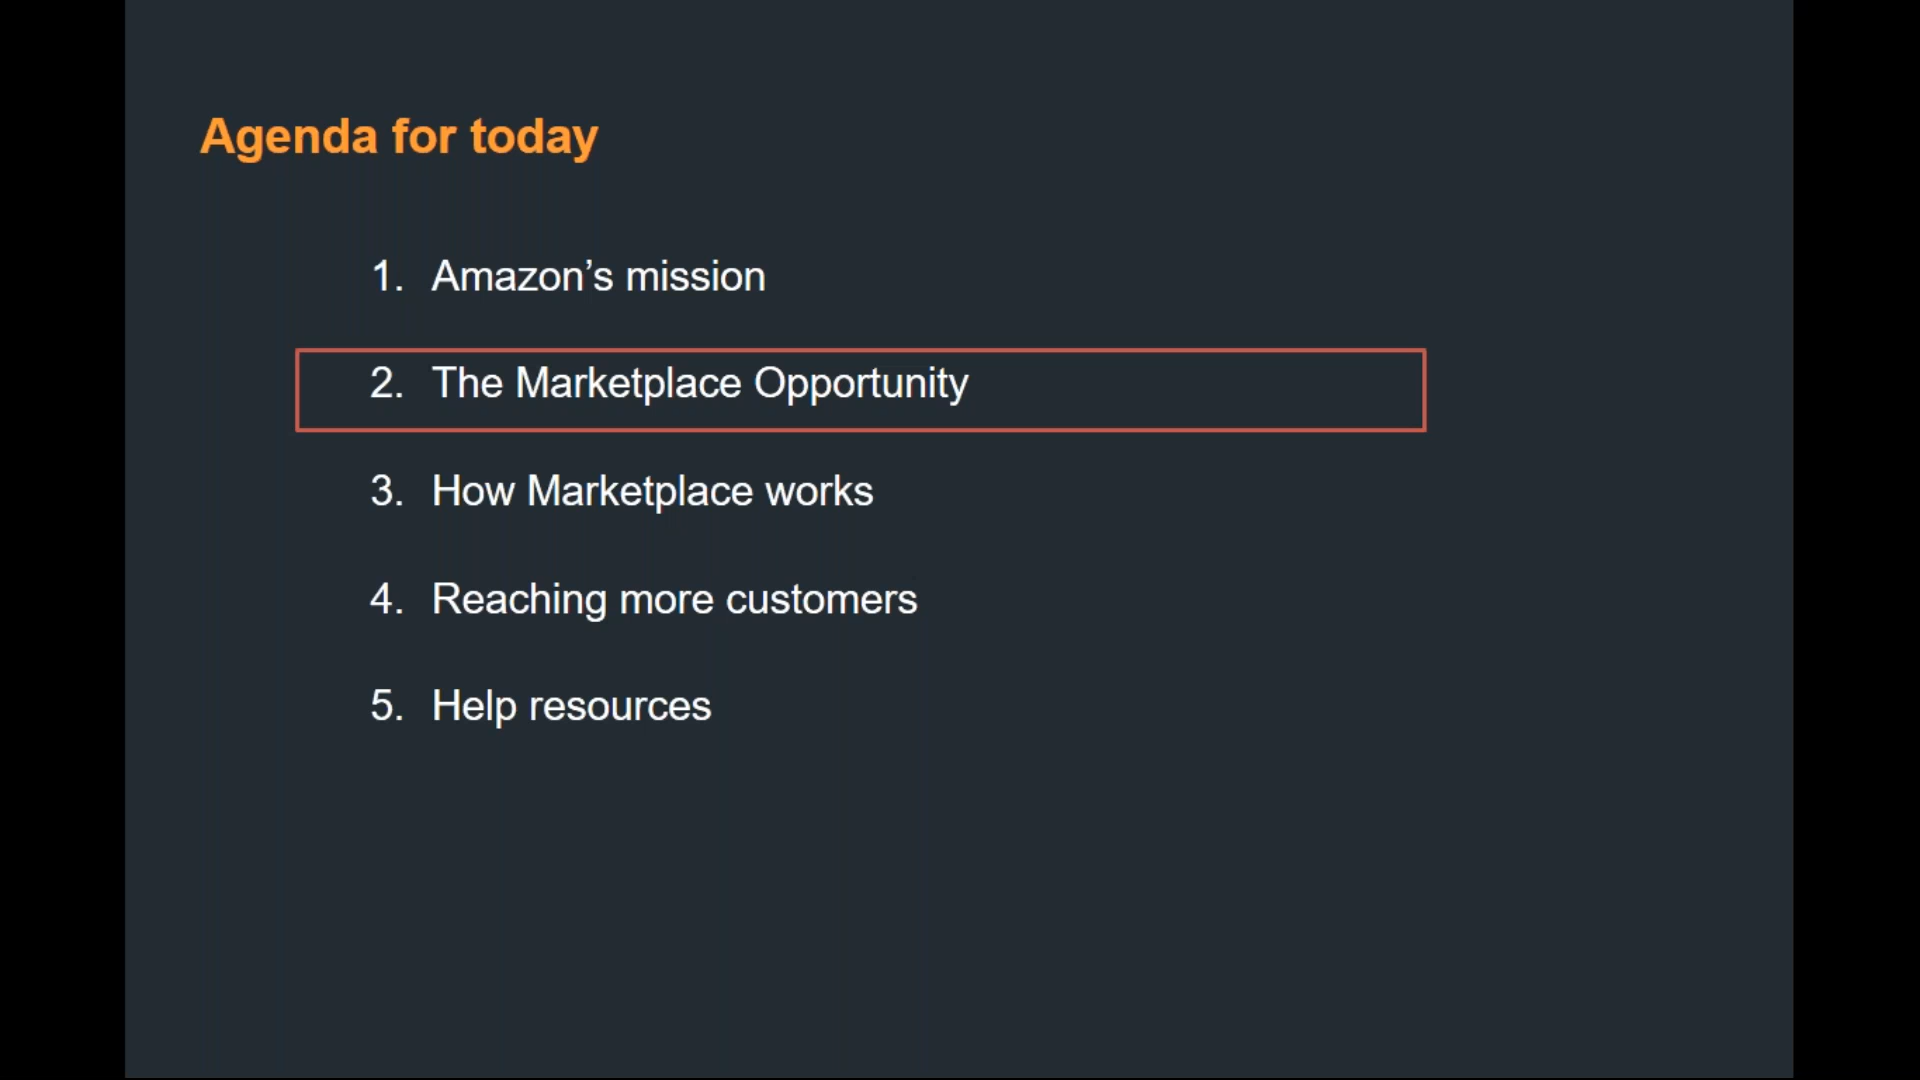 Agenda for today
1. Amazon’s mission
2. The Marketplace Opportunity
3. How Marketplace works
4. Reaching more customers
5. Help resources